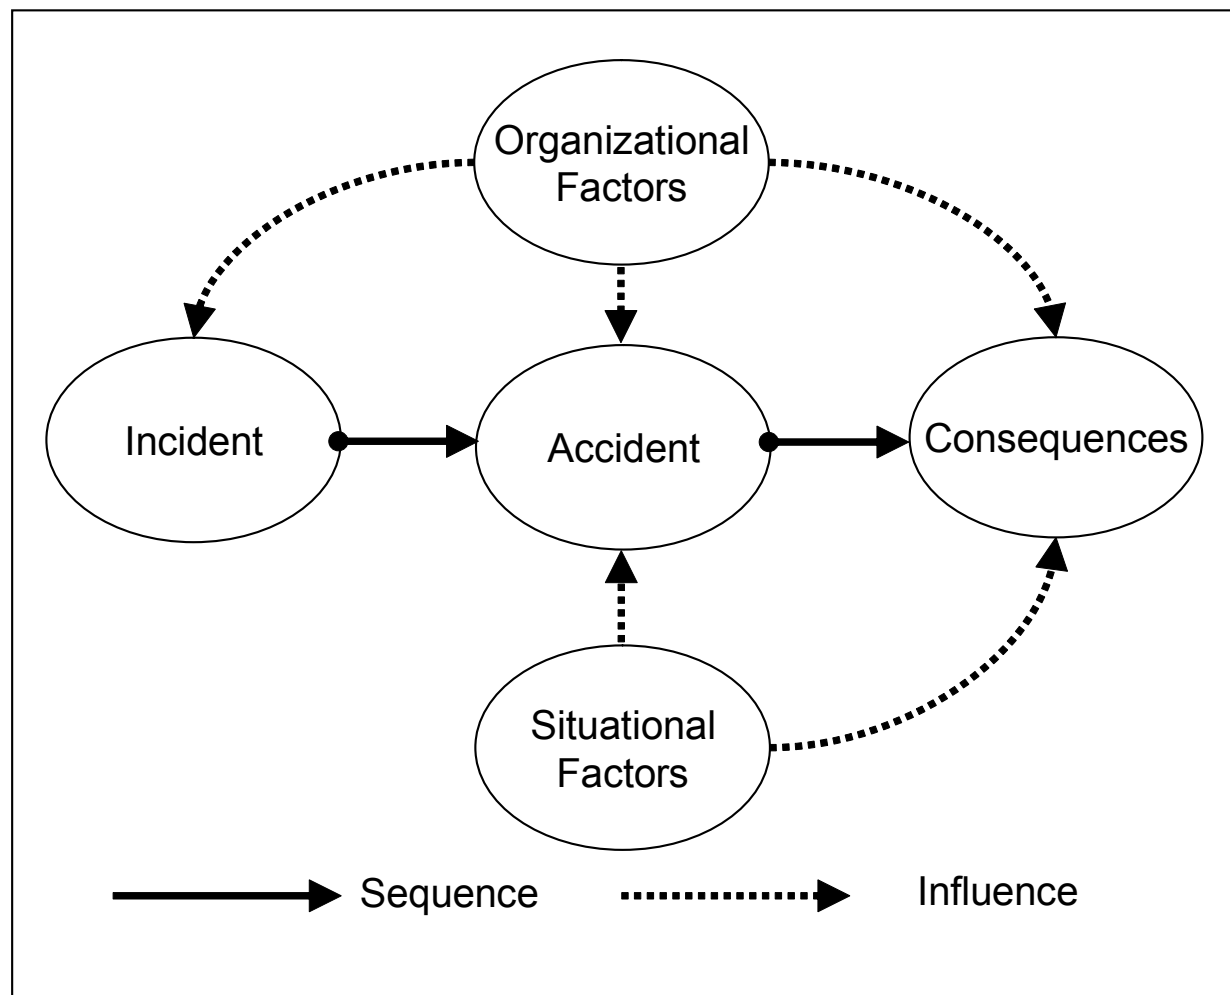 Organizational
Factors
Incident
Accident
Consequences
Situational
Factors
Sequence
Influence